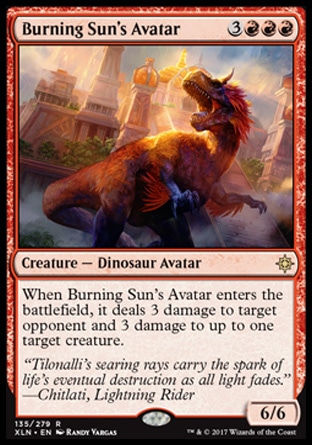 Burning Sun's Avatar 3
Creature — Dinosaur Avatar
When Burning Sun's Avatar enters the
battlefield, it deals 3 damage to target
opponent and 3 damage to up to one
target creature.
“Tilonalli's searing rays carry the spark of
life's eventual destruction as all light fades.”
—Chitlati, Lightning Rider
6/6
135/279 R
XLN • EN Randy Vargas
™ & © 2017 Wizards of the Coast